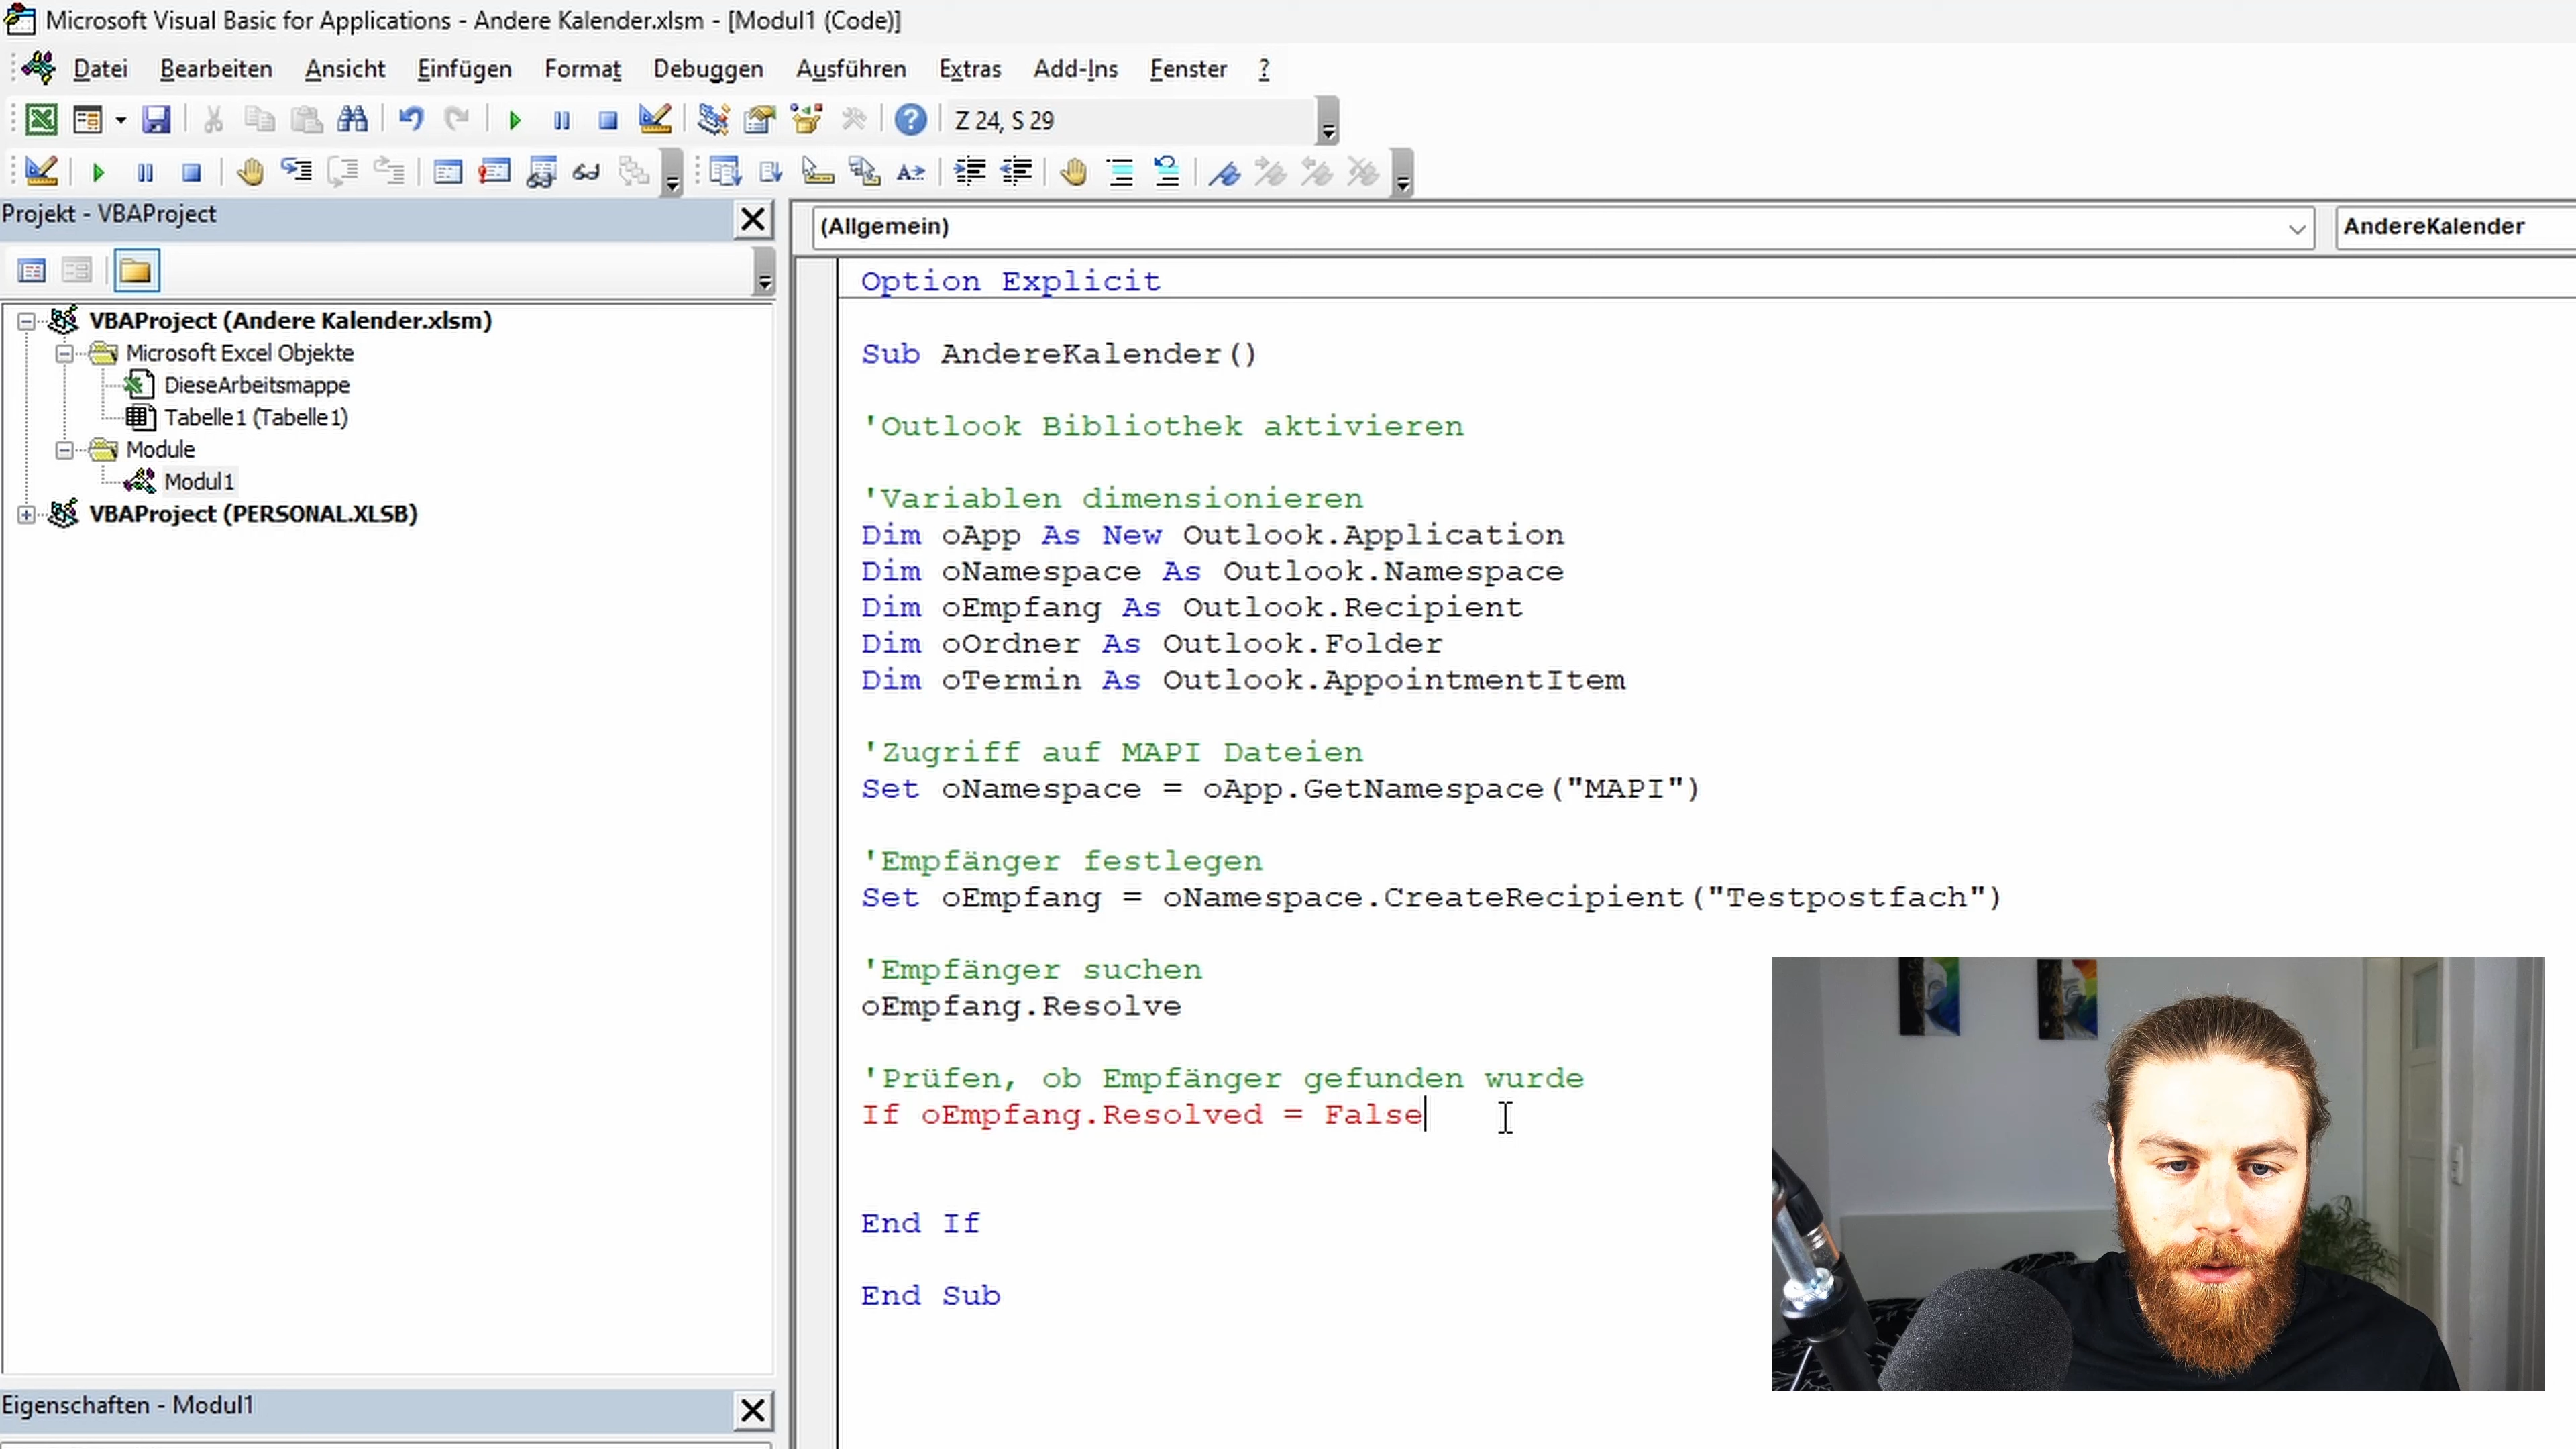 Microsoft Visual Basic for Applications - Andere Kalender.xlsm - [Modul1 (Code)]
Datei Bearbeiten Ansicht Einfügen Format Debuggen Ausführen Extras Add-Ins Fenster ?
Z 24, S 29
Projekt - VBAProject
(Allgemein)
AndereKalender
VBAProject (Andere Kalender.xlsm)
Microsoft Excel Objekte
DieseArbeitsmappe
Tabelle1 (Tabelle1)
Module
Modul1
VBAProject (PERSONAL.XLSB)
Option Explicit
Sub AndereKalender()
'Outlook Bibliothek aktivieren
'Variablen dimensionieren
Dim oApp As New Outlook.Application
Dim oNamespace As Outlook.Namespace
Dim oEmpfang As Outlook.Recipient
Dim oOrdner As Outlook.Folder
Dim oTermin As Outlook.AppointmentItem
'Zugriff auf MAPI Dateien
Set oNamespace = oApp.GetNamespace("MAPI")
'Empfänger festlegen
Set oEmpfang = oNamespace.CreateRecipient("Testpostfach")
'Empfänger suchen
oEmpfang.Resolve
'Prüfen, ob Empfänger gefunden wurde
If oEmpfang.Resolved = False
End If
End Sub
Eigenschaften - Modul1